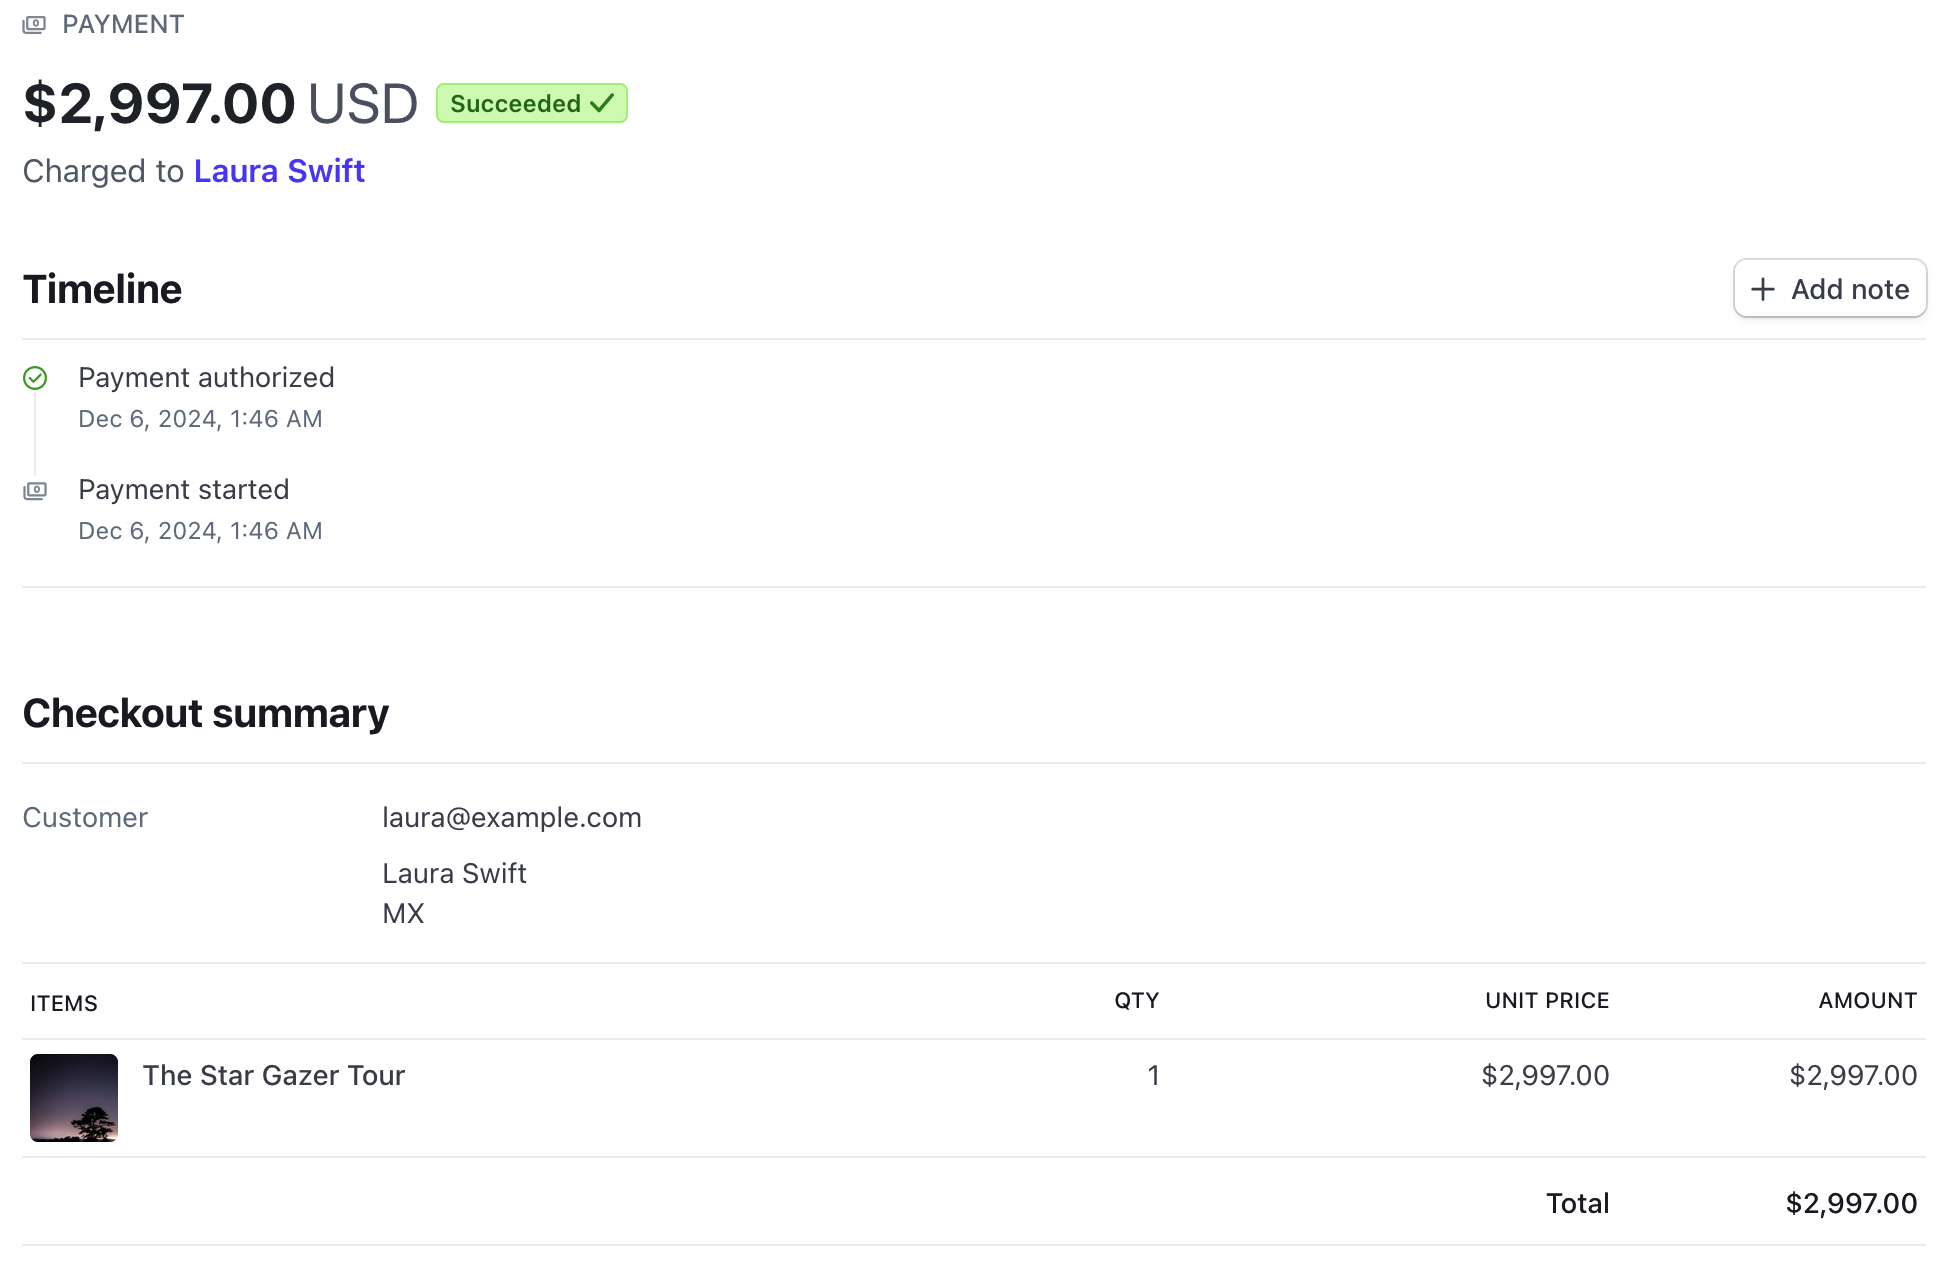 PAYMENT
$2,997.00 USD Succeeded
Charged to Laura Swift
Timeline
Add note
Payment authorized
Dec 6, 2024, 1:46 AM
Payment started
Dec 6, 2024, 1:46 AM
Checkout summary
Customer laura@example.com
Laura Swift
MX
ITEMS QTY UNIT PRICE AMOUNT
The Star Gazer Tour 1 $2,997.00 $2,997.00
Total $2,997.00